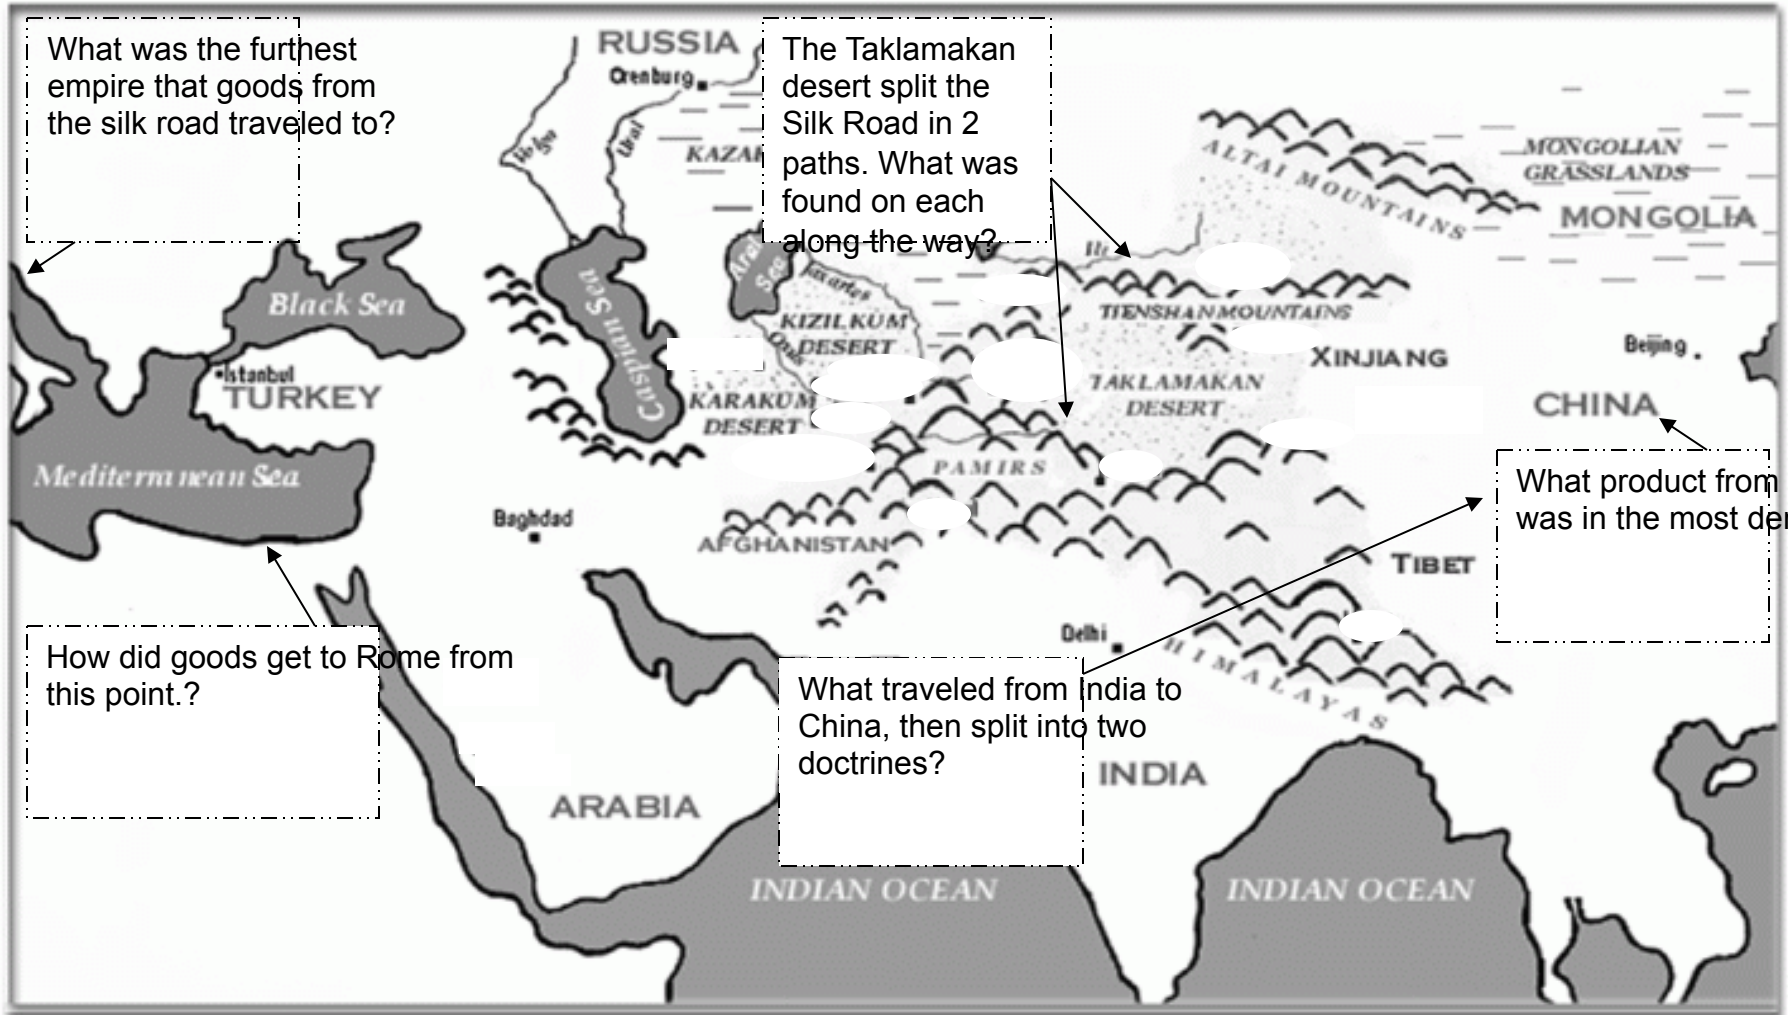 What was the furthest
empire that goods from
the silk road traveled to?
The Taklamakan
desert split the
Silk Road in 2
paths. What was
found on each
along the way?
RUSSIA
Orenburg
Ural
KAZAK
ALTAI MOUNTAINS
MONGOLIAN
GRASSLANDS
MONGOLIA
Black Sea
Caspian Sea
Aral
Sea
Jaxartes
KIZILKUM
DESERT
Oxus
Ili
TIENSHAN MOUNTAINS
XINJIANG
Beijing
Istanbul
TURKEY
KARAKUM
DESERT
TAKLAMAKAN
DESERT
CHINA
Mediterranean Sea
PAMIRS
What product from
was in the most de
Baghdad
AFGHANISTAN
TIBET
Delhi
HIMALAYAS
How did goods get to Rome from
this point.?
What traveled from India to
China, then split into two
doctrines?
INDIA
ARABIA
INDIAN OCEAN
INDIAN OCEAN